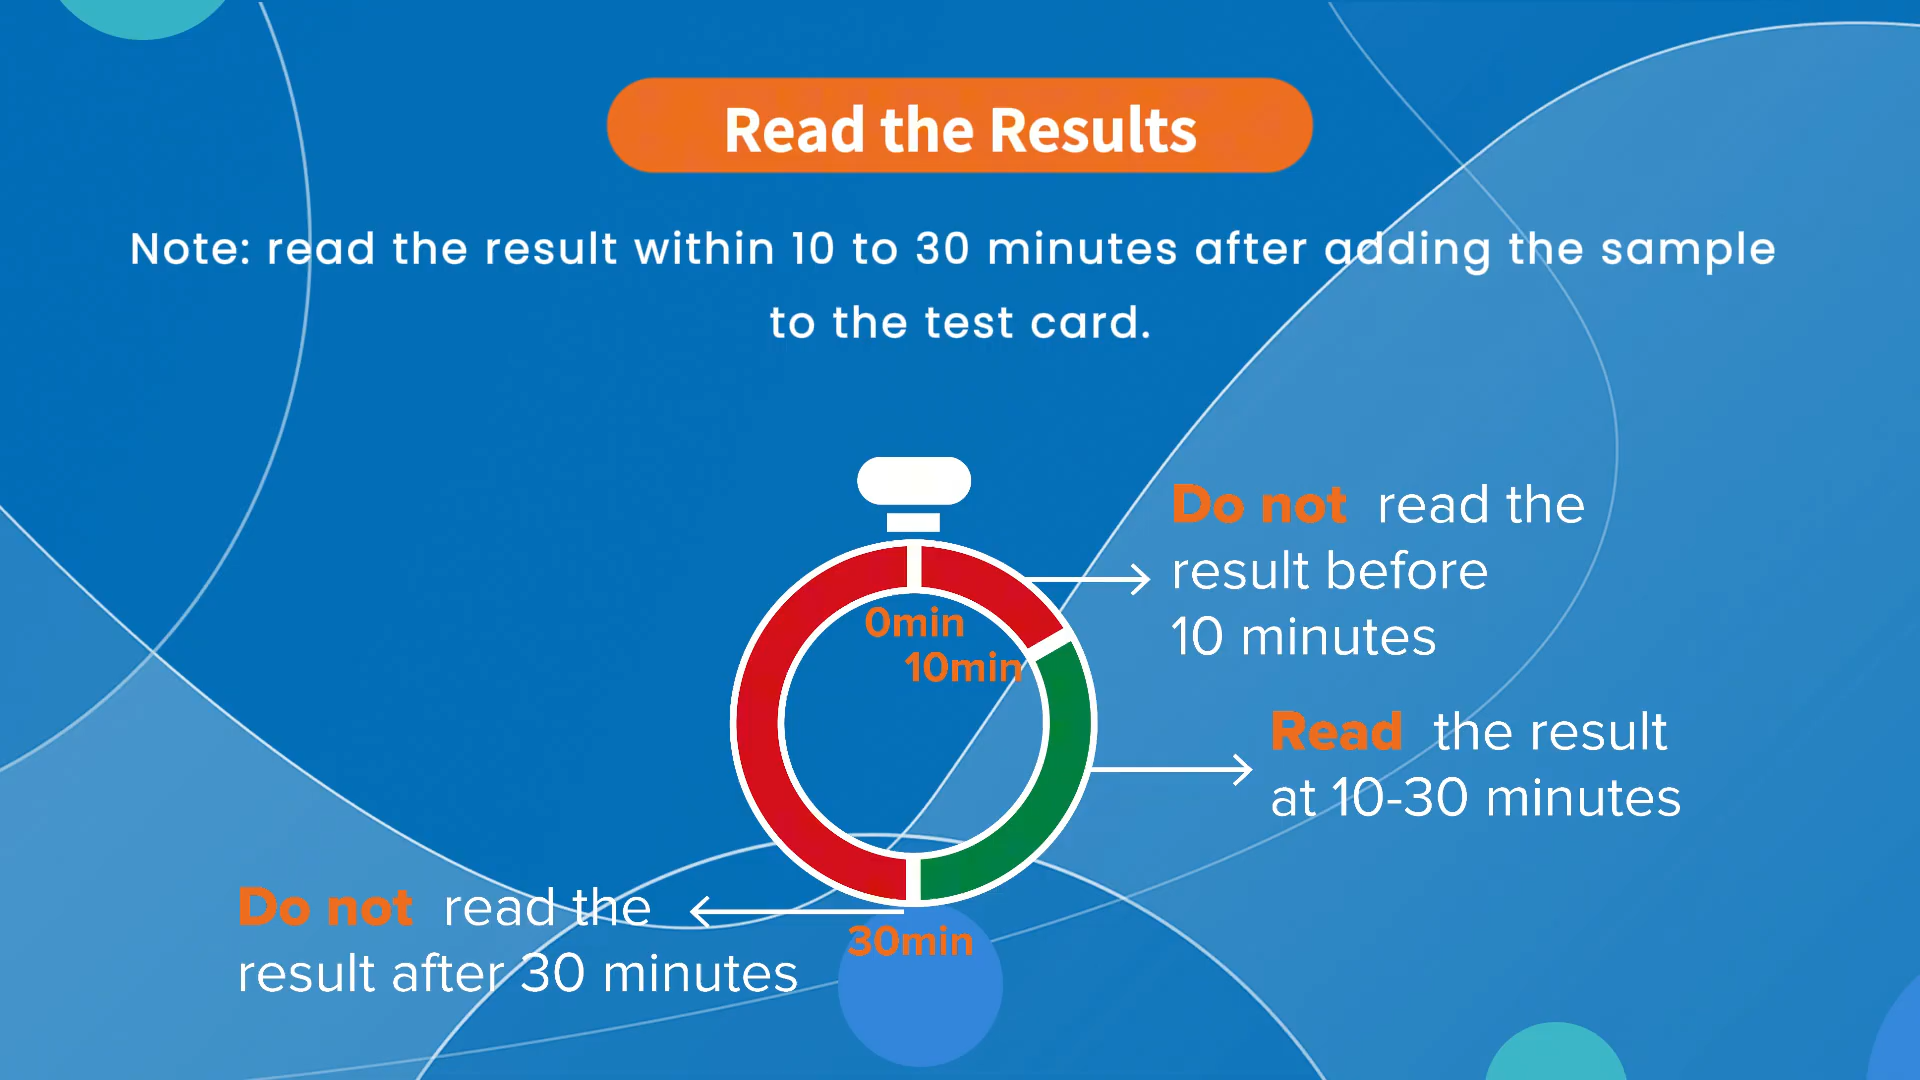 Read the Results
Note: read the result within 10 to 30 minutes after adding the sample
to the test card.
Do not read the
result before
10 minutes
0min
10min
Read the result
at 10-30 minutes
Do not read the
result after 30 minutes
30min